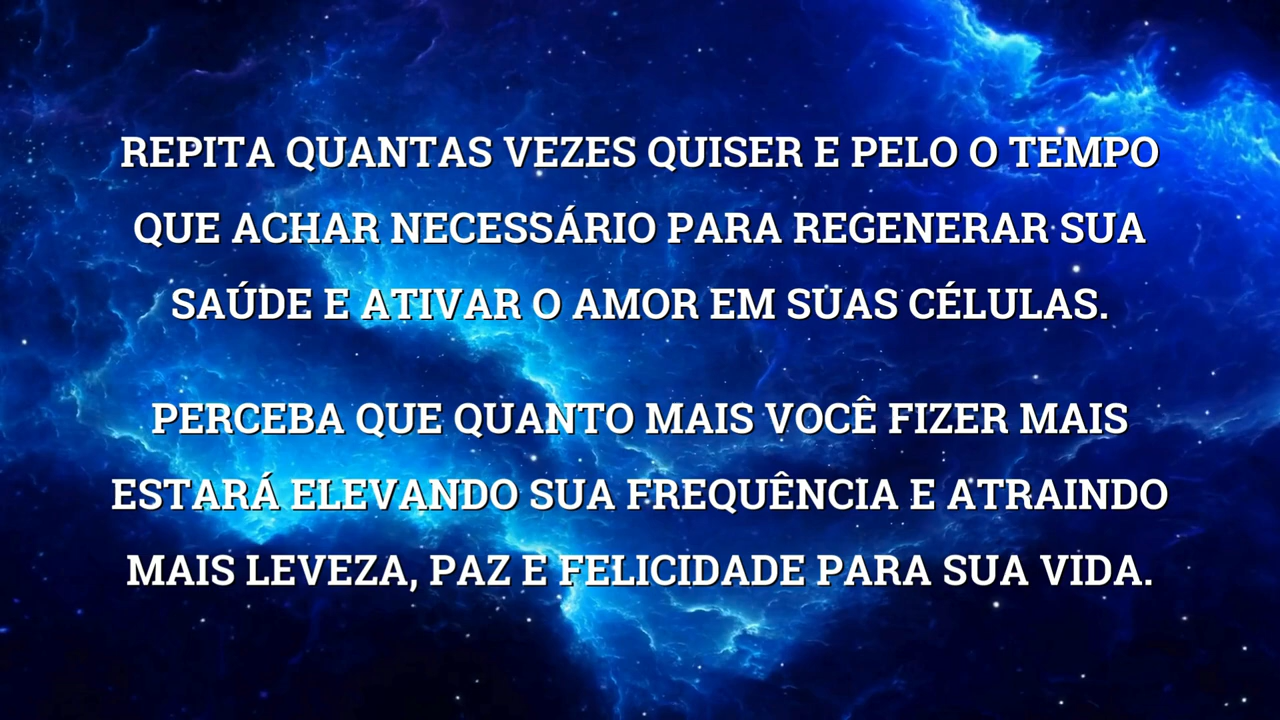 REPITA QUANTAS VEZES QUISER E PELO O TEMPO
QUE ACHAR NECESSÁRIO PARA REGENERAR SUA
SAÚDE E ATIVAR O AMOR EM SUAS CÉLULAS.
PERCEBA QUE QUANTO MAIS VOCÊ FIZER MAIS
ESTARÁ ELEVANDO SUA FREQUÊNCIA E ATRAINDO
MAIS LEVEZA, PAZ E FELICIDADE PARA SUA VIDA.